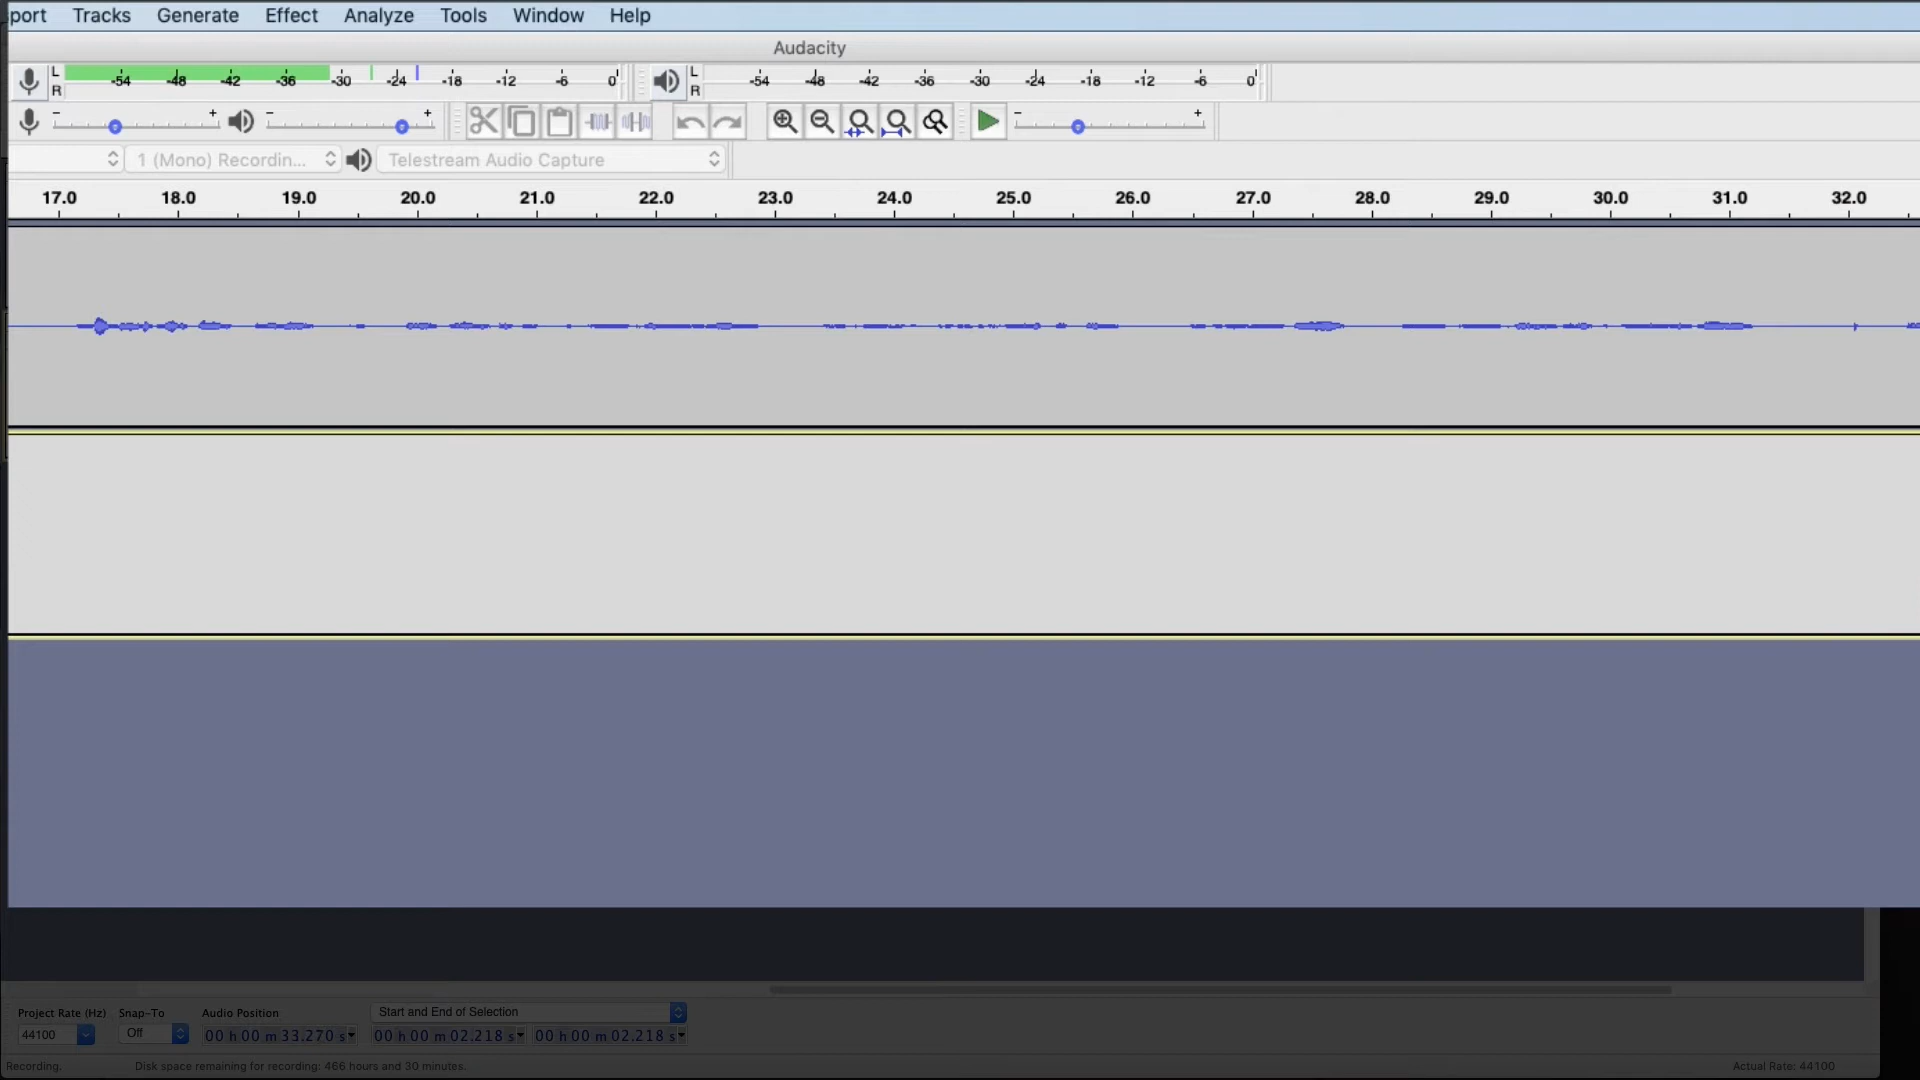 port Tracks Generate Effect Analyze Tools Window Help
Audacity
L
R
-54 -48 -42 -36 -30 -24 -18 -12 -6 0
L
R
-54 -48 -42 -36 -30 -24 -18 -12 -6 0
- + - + - +
1 (Mono) Recordin... Telestream Audio Capture
17.0 18.0 19.0 20.0 21.0 22.0 23.0 24.0 25.0 26.0 27.0 28.0 29.0 30.0 31.0 32.0
Project Rate (Hz) Snap-To Audio Position Start and End of Selection
44100 Off 00 h 00 m 33.270 s 00 h 00 m 02.218 s 00 h 00 m 02.218 s
Recording. Disk space remaining for recording: 466 hours and 30 minutes. Actual Rate: 44100